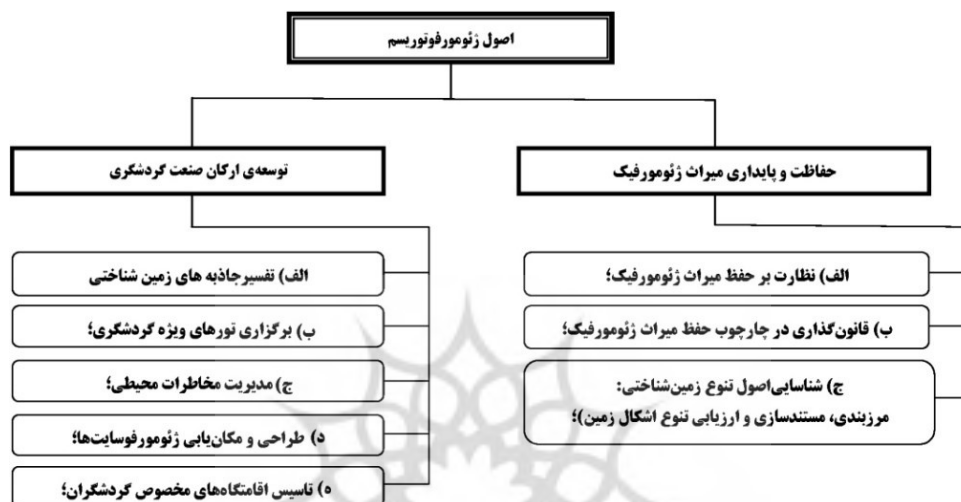 اصول ژئومورفوتوریسم
حفاظت و پایداری میراث ژئومورفیک
الف) نظارت بر حفظ میراث ژئومورفیک؛
ب) قانون‌گذاری در چارچوب حفظ میراث ژئومورفیک؛
ج) شناسایی‌اصول تنوع زمین‌شناختی:
مرزبندی، مستندسازی و ارزیابی تنوع اشکال زمین)؛
توسعه‌ی ارکان صنعت گردشگری
الف) تفسیرجاذبه های زمین شناختی
ب) برگزاری تورهای ویژه گردشگری؛
ج) مدیریت مخاطرات محیطی؛
د) طراحی و مکان‌یابی ژئومورفوسایت‌ها؛
ه) تاسیس اقامتگاه‌های مخصوص گردشگران؛